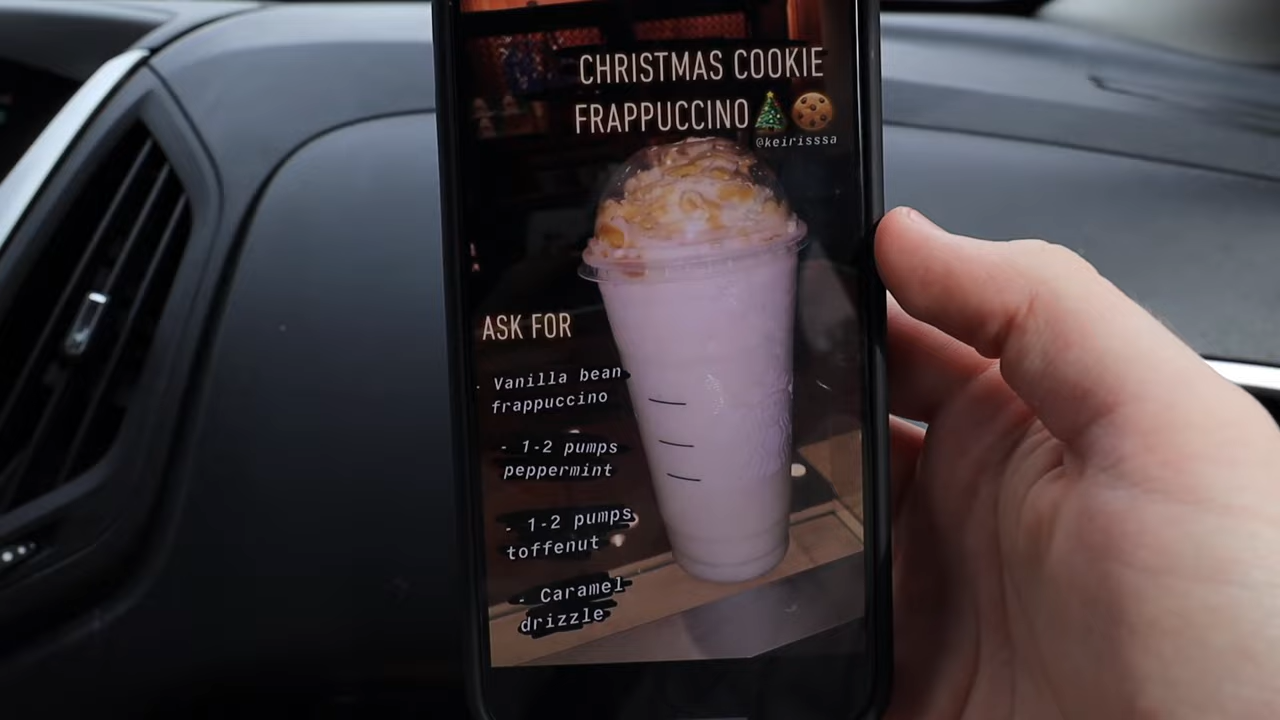 CHRISTMAS COOKIE
FRAPPUCCINO🎄🍪
@keirisssa
ASK FOR
- Vanilla bean
frappuccino
- 1-2 pumps
peppermint
- 1-2 pumps
toffenut
- Caramel
drizzle